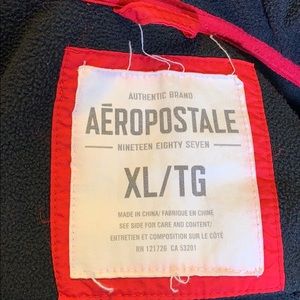 AUTHENTIC BRAND
AÉROPOSTALE
NINETEEN EIGHTY SEVEN
XL/TG
MADE IN CHINA/ FABRIQUE EN CHINE
SEE SIDE FOR CARE AND CONTENT/
ENTRETIEN ET COMPOSITION SUR LE CÔTÉ
RN 121726 CA 53201